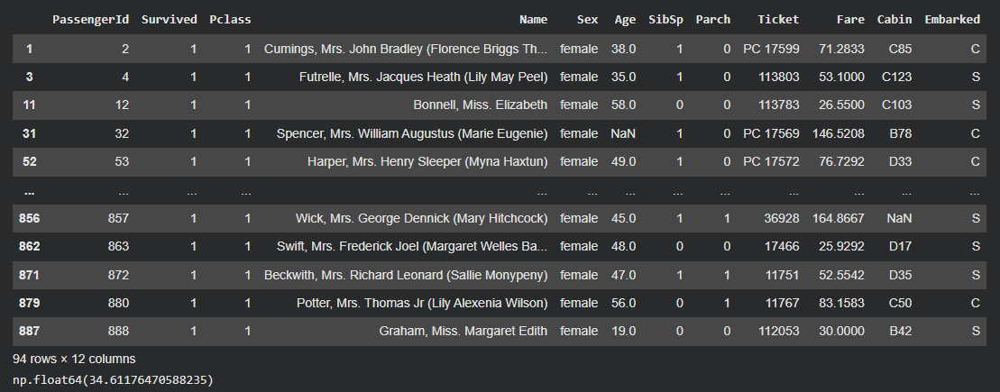 PassengerId Survived Pclass Name Sex Age SibSp Parch Ticket Fare Cabin Embarked
1 2 1 1 Cumings, Mrs. John Bradley (Florence Briggs Th... female 38.0 1 0 PC 17599 71.2833 C85 C
3 4 1 1 Futrelle, Mrs. Jacques Heath (Lily May Peel) female 35.0 1 0 113803 53.1000 C123 S
11 12 1 1 Bonnell, Miss. Elizabeth female 58.0 0 0 113783 26.5500 C103 S
31 32 1 1 Spencer, Mrs. William Augustus (Marie Eugenie) female NaN 1 0 PC 17569 146.5208 B78 C
52 53 1 1 Harper, Mrs. Henry Sleeper (Myna Haxtun) female 49.0 1 0 PC 17572 76.7292 D33 C
... ... ... ... ... ... ... ... ... ... ... ... ...
856 857 1 1 Wick, Mrs. George Dennick (Mary Hitchcock) female 45.0 1 1 36928 164.8667 NaN S
862 863 1 1 Swift, Mrs. Frederick Joel (Margaret Welles Ba... female 48.0 0 0 17466 25.9292 D17 S
871 872 1 1 Beckwith, Mrs. Richard Leonard (Sallie Monypeny) female 47.0 1 1 11751 52.5542 D35 S
879 880 1 1 Potter, Mrs. Thomas Jr (Lily Alexenia Wilson) female 56.0 0 1 11767 83.1583 C50 C
887 888 1 1 Graham, Miss. Margaret Edith female 19.0 0 0 112053 30.0000 B42 S
94 rows × 12 columns
np.float64(34.61176470588235)